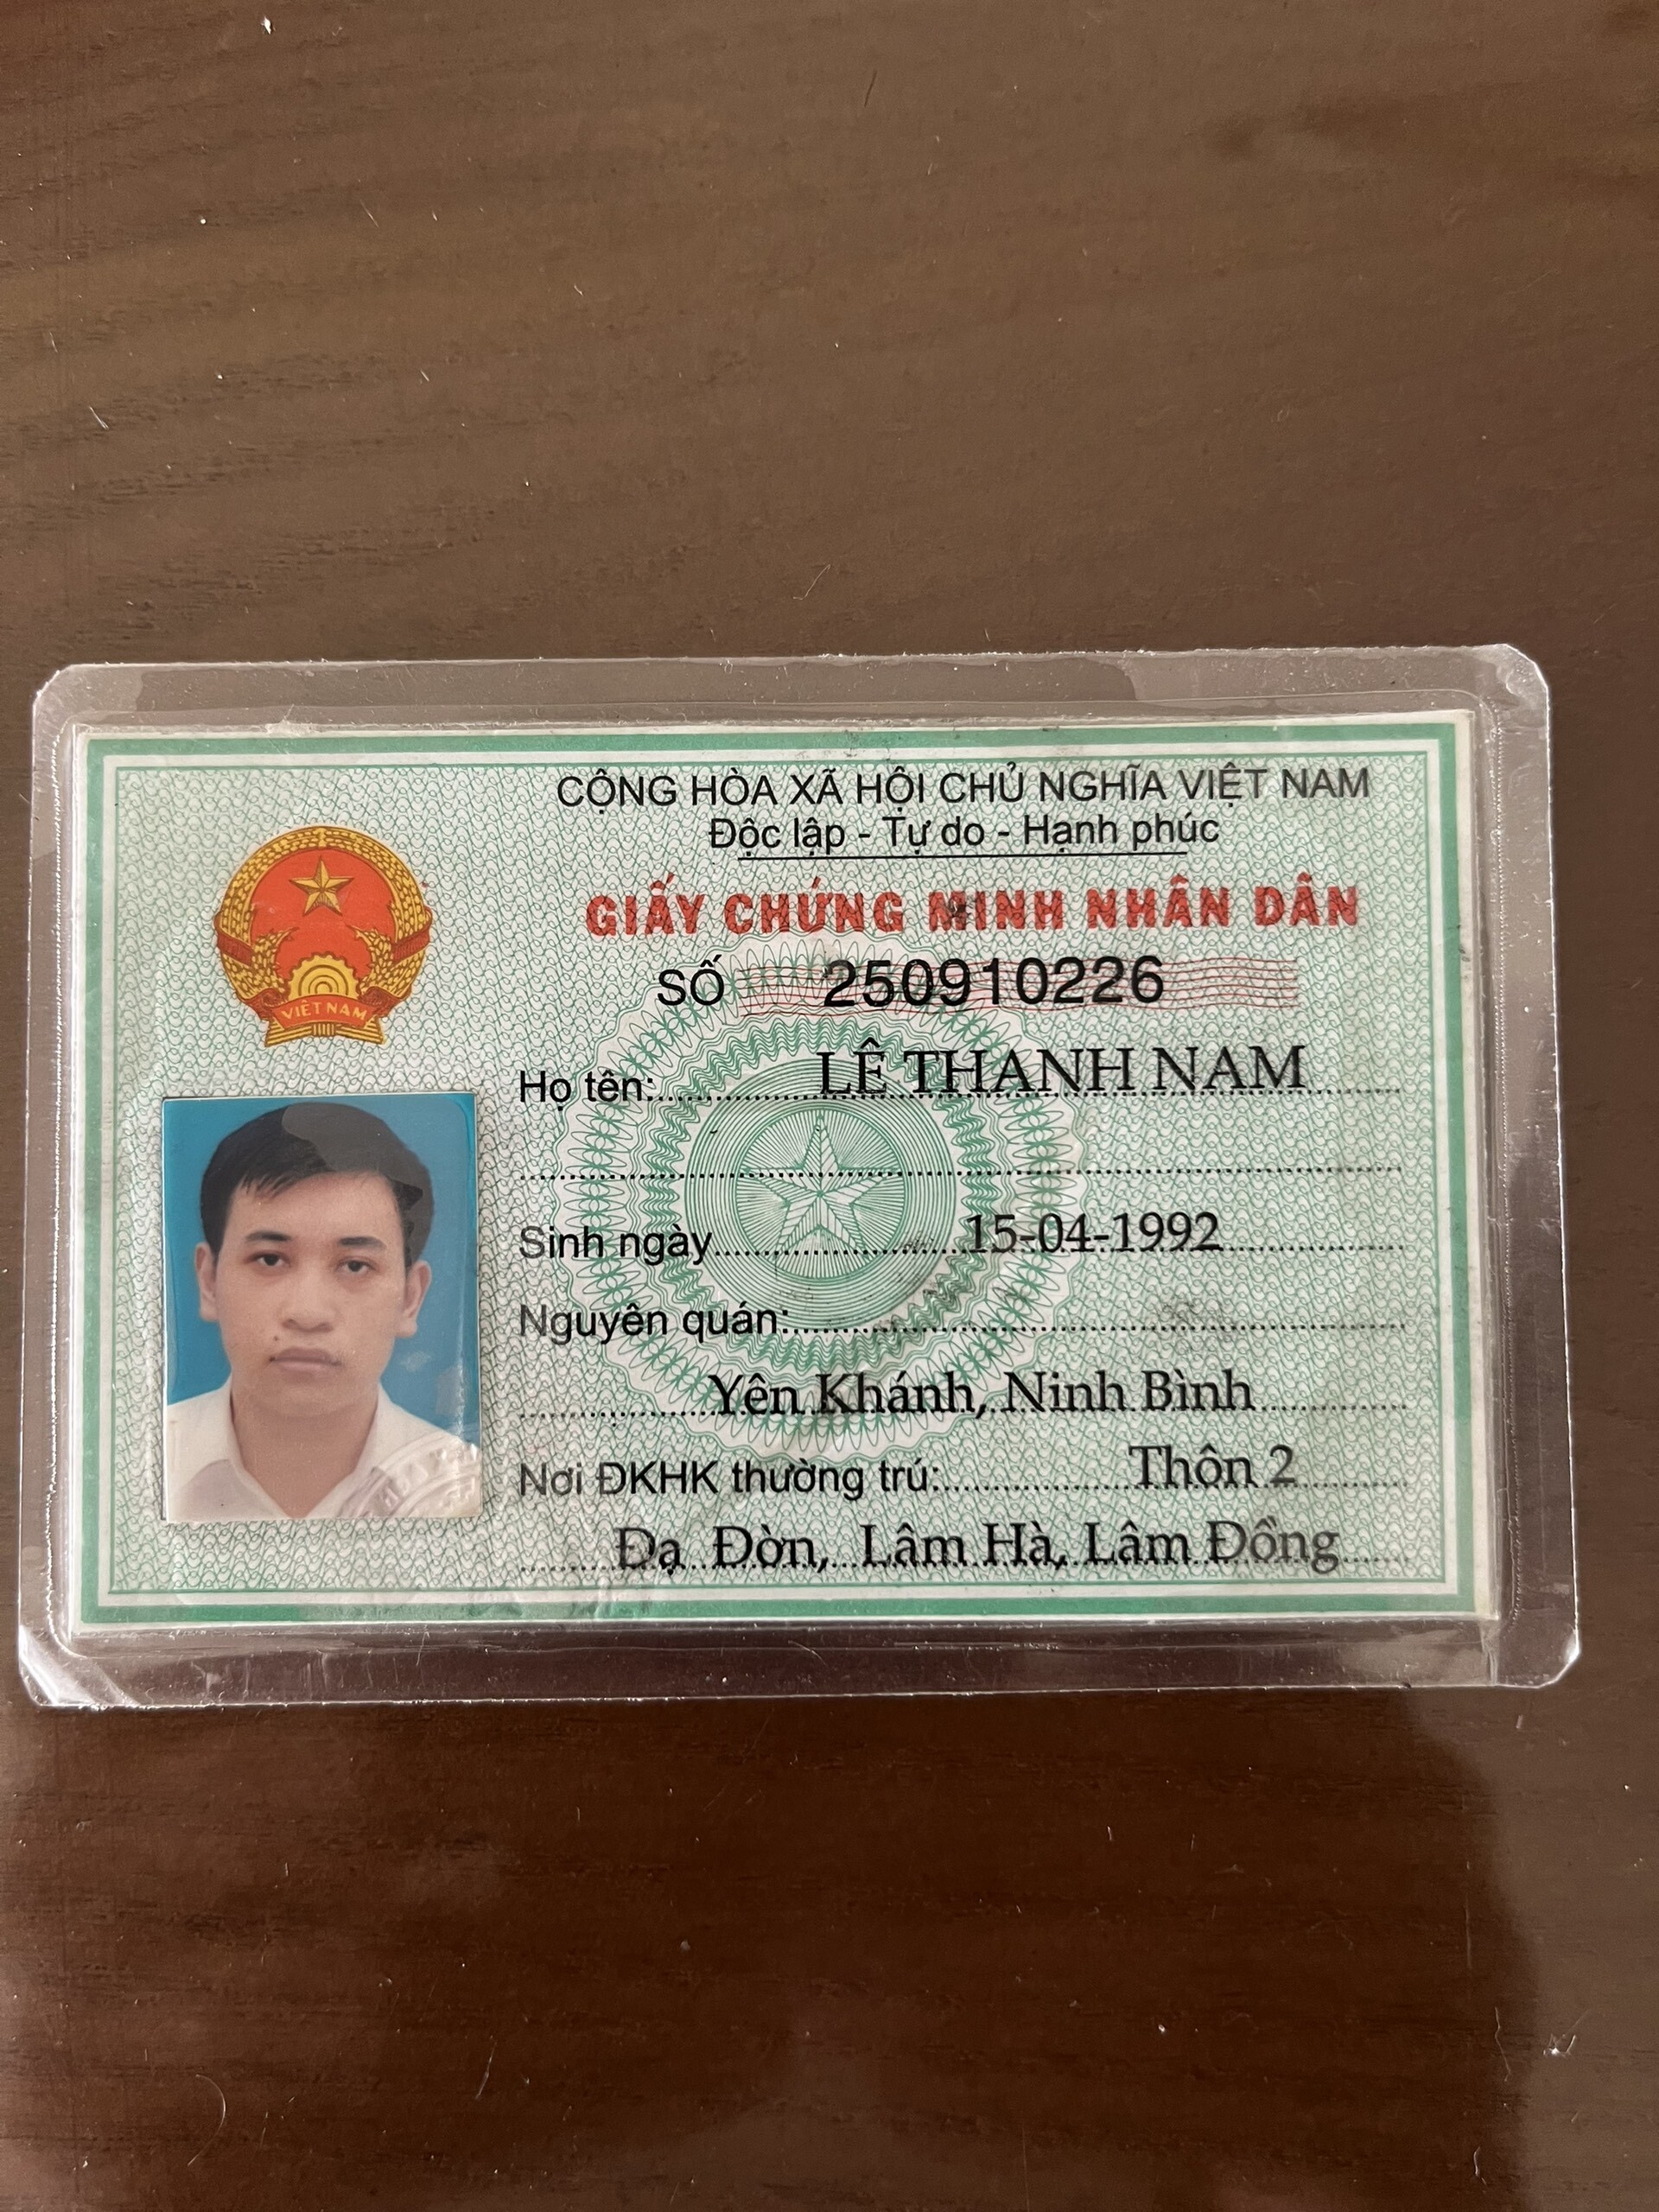 CỘNG HÒA XÃ HỘI CHỦ NGHĨA VIỆT NAM
Độc lập - Tự do - Hạnh phúc
GIẤY CHỨNG MINH NHÂN DÂN
SỐ 250910226
VIỆT NAM
Họ tên: LÊ THANH NAM
Sinh ngày 15-04-1992
Nguyên quán:
Yên Khánh, Ninh Bình
Nơi ĐKHK thường trú: Thôn 2
Đạ Đờn, Lâm Hà, Lâm Đồng